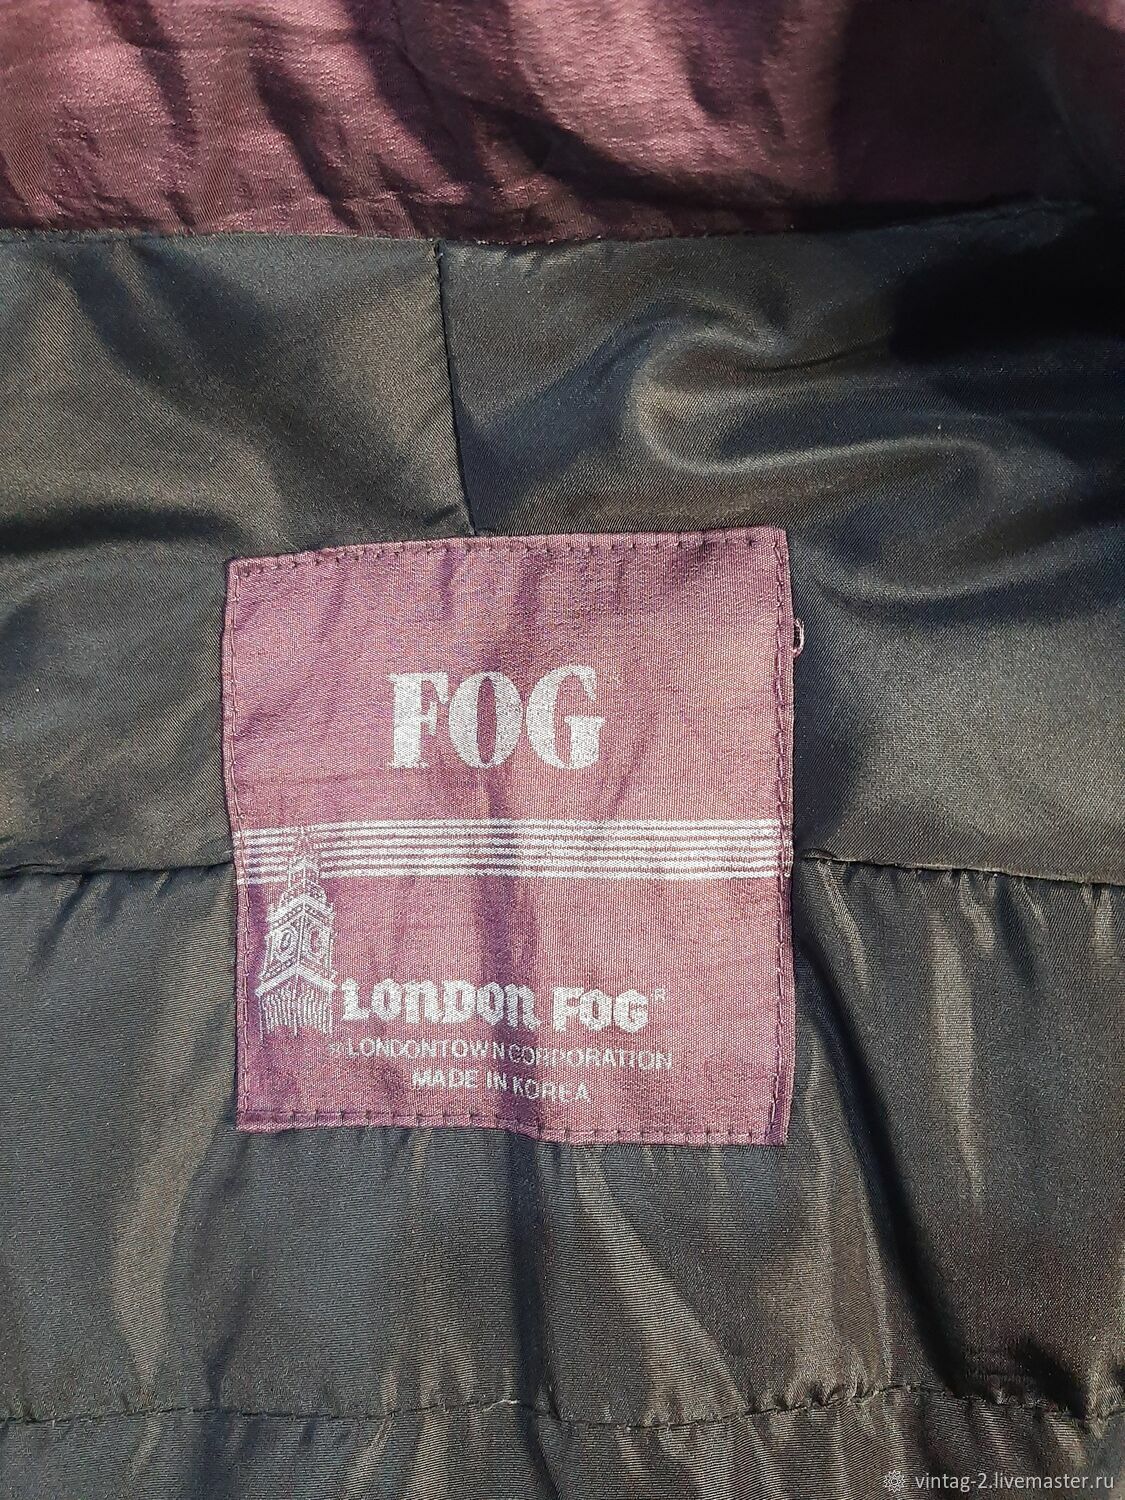 FOG
LONDON FOG®
LONDONTOWN CORPORATION
MADE IN KOREA
vintag-2.livemaster.ru